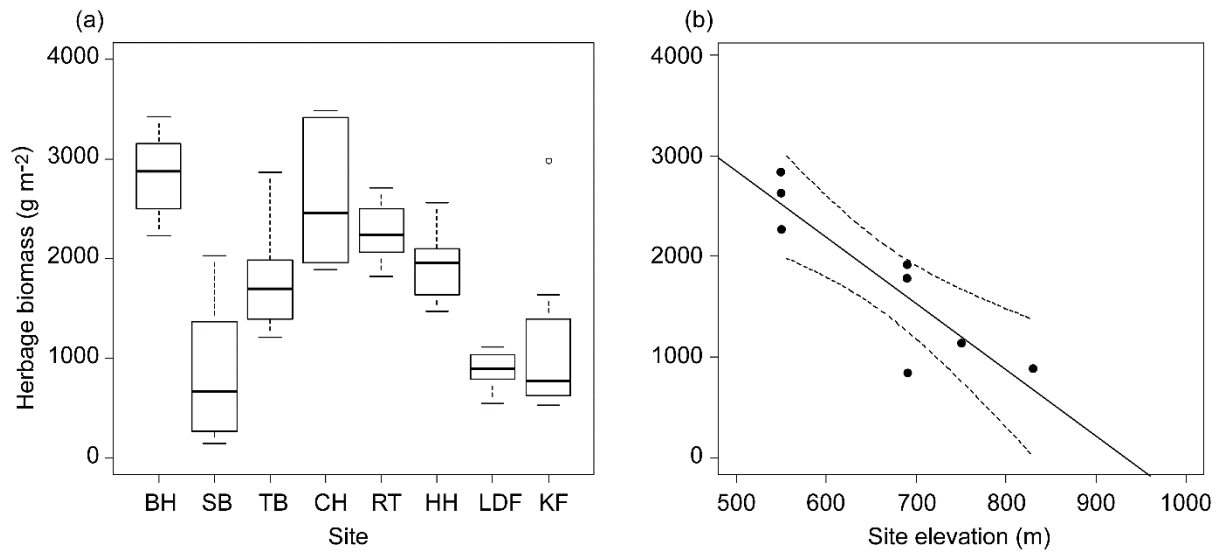 (a)
(b)
Herbage biomass (g m-2)
4000
3000
2000
1000
0
BH SB TB CH RT HH LDF KF
Site
4000
3000
2000
1000
0
500 600 700 800 900 1000
Site elevation (m)